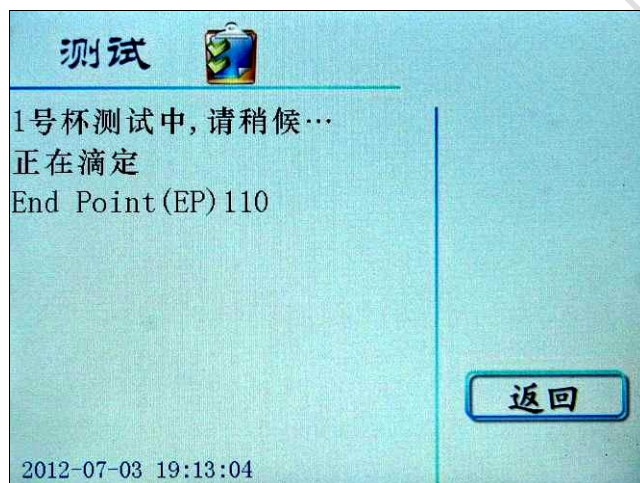 测试
1号杯测试中,请稍候…
正在滴定
End Point(EP)110
返回
2012-07-03 19:13:04